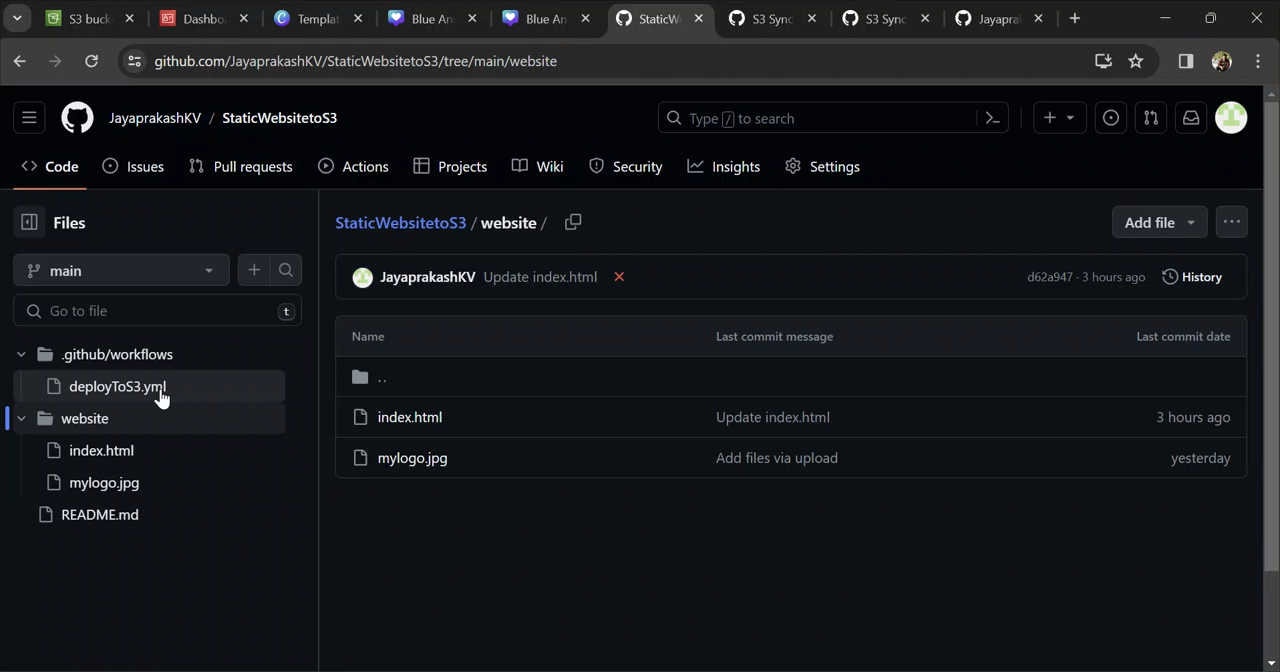 S3 buck
Dashbo
Templat
Blue An
Blue An
StaticW
S3 Sync
S3 Sync
Jayapra
github.com/JayaprakashKV/StaticWebsitetoS3/tree/main/website
JayaprakashKV / StaticWebsitetoS3
Type / to search
Code
Issues
Pull requests
Actions
Projects
Wiki
Security
Insights
Settings
Files
StaticWebsitetoS3 / website /
Add file
main
JayaprakashKV Update index.html
d62a947 · 3 hours ago
History
Go to file
t
Name
Last commit message
Last commit date
.github/workflows
..
deployToS3.yml
website
index.html
Update index.html
3 hours ago
index.html
mylogo.jpg
Add files via upload
yesterday
mylogo.jpg
README.md